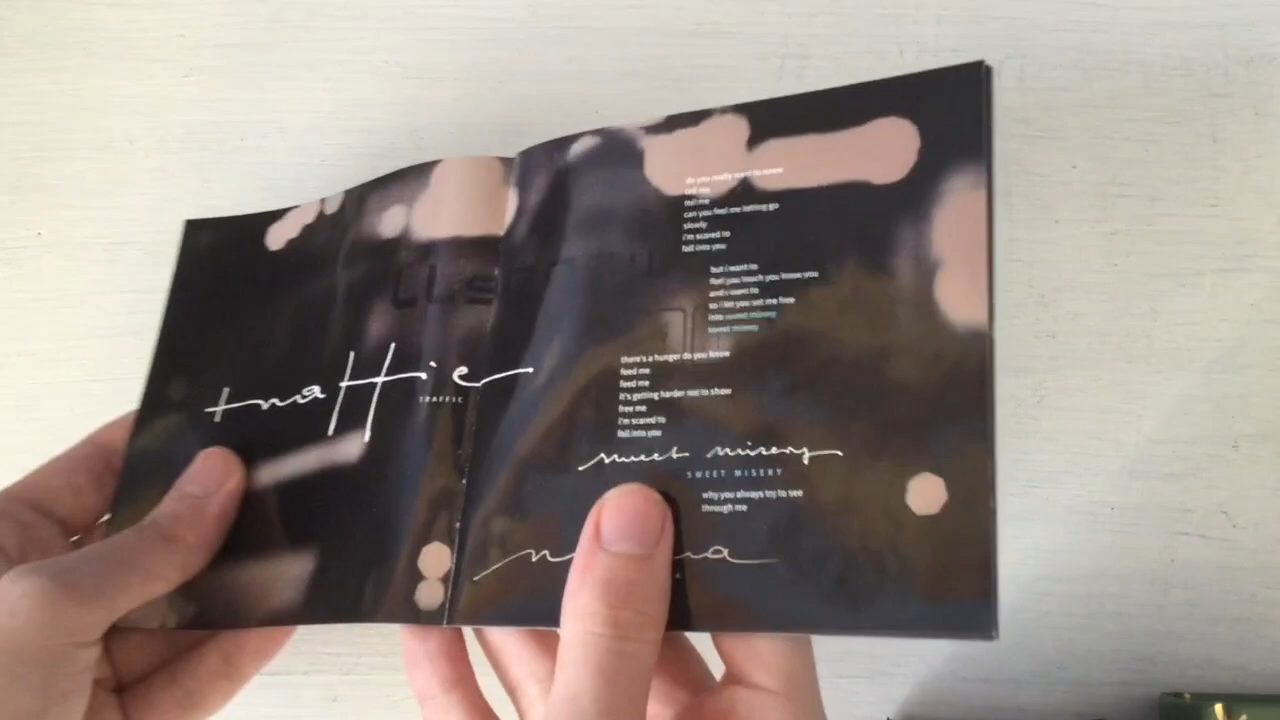 traffic
TRAFFIC
do you really want to know
tell me
tell me
can you feel me letting go
slowly
i'm scared to
fall into you
but i want to
feel you touch you know you
and i want to
so i let you set me free
into sweet misery
sweet misery
there's a hunger do you know
feed me
feed me
it's getting harder not to show
free me
i'm scared to
fall into you
sweet misery
SWEET MISERY
why you always try to see
through me